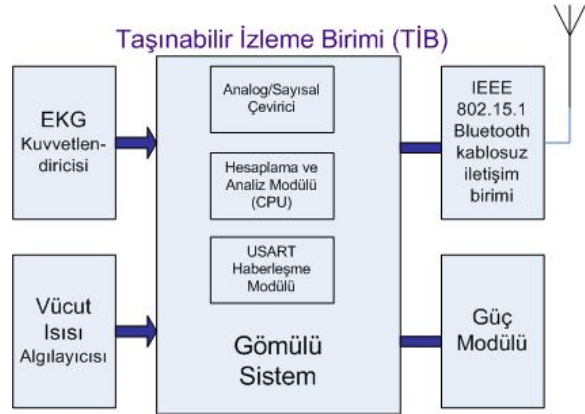 Taşınabilir İzleme Birimi (TİB)
EKG
Kuvvetlen-
diricisi
Vücut
Isısı
Algılayıcısı
Analog/Sayısal
Çevirici
Hesaplama ve
Analiz Modülü
(CPU)
USART
Haberleşme
Modülü
Gömülü
Sistem
IEEE
802.15.1
Bluetooth
kablosuz
iletişim
birimi
Güç
Modülü